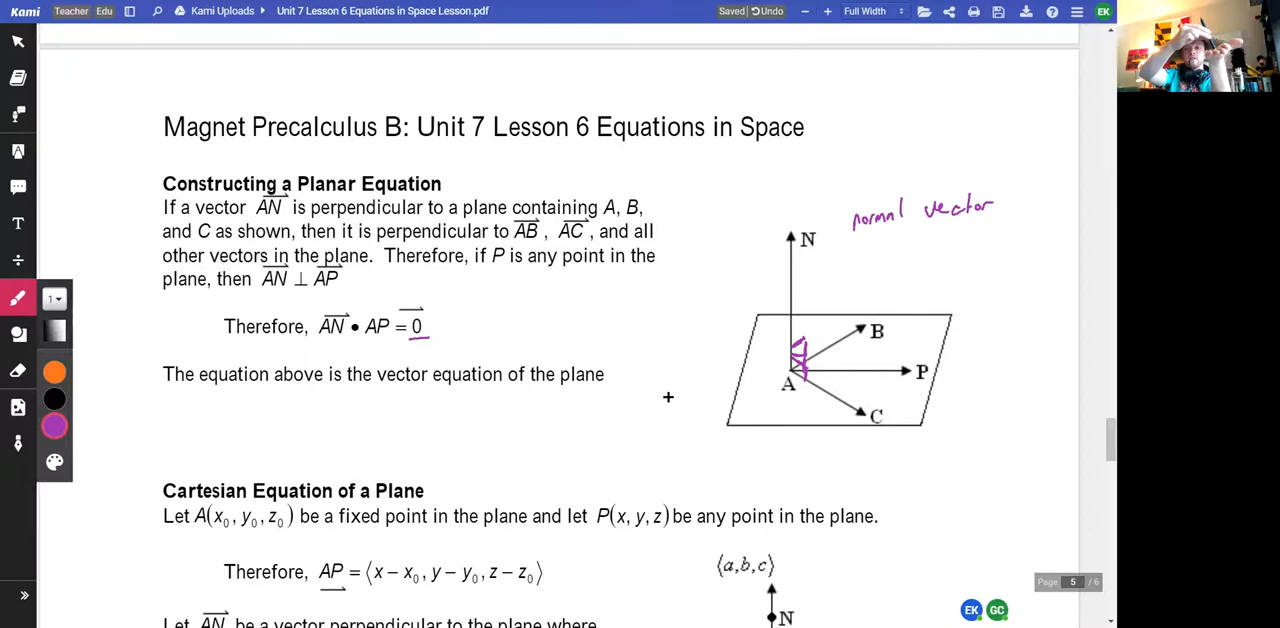 Kami Teacher Edu Kami Uploads Unit 7 Lesson 6 Equations in Space Lesson.pdf Saved Undo Full Width EK
Magnet Precalculus B: Unit 7 Lesson 6 Equations in Space
Constructing a Planar Equation
If a vector AN is perpendicular to a plane containing A, B,
and C as shown, then it is perpendicular to AB, AC, and all
other vectors in the plane. Therefore, if P is any point in the
plane, then AN ⊥ AP
Therefore, AN • AP = 0
The equation above is the vector equation of the plane
normal vector
N
B
P
A
C
Cartesian Equation of a Plane
Let A(x₀, y₀, z₀) be a fixed point in the plane and let P(x, y, z) be any point in the plane.
Therefore, AP = ⟨x − x₀, y − y₀, z − z₀⟩
⟨a,b,c⟩
N
Let AN be a vector perpendicular to the plane where
1
T
Page 5 / 6
EK GC